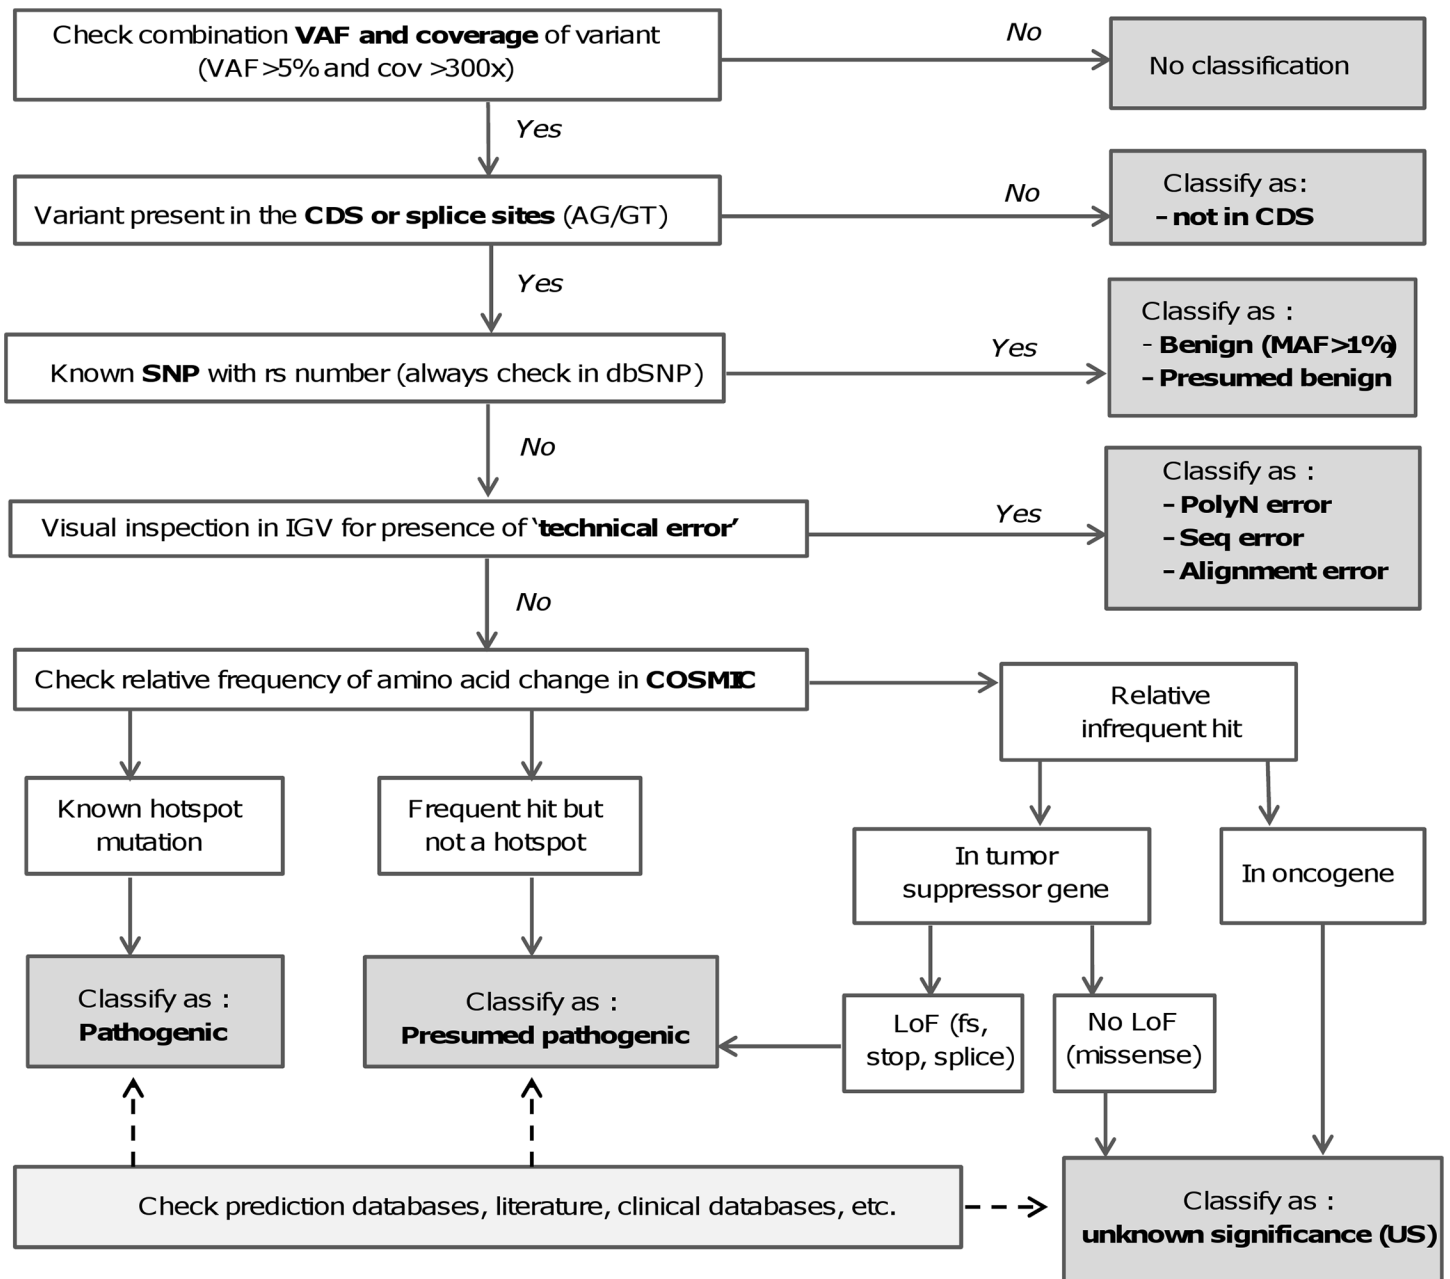 Check combination VAF and coverage of variant
(VAF >5% and cov >300x)
No
No classification
Yes
Variant present in the CDS or splice sites (AG/GT)
No
Classify as:
- not in CDS
Yes
Known SNP with rs number (always check in dbSNP)
Yes
Classify as :
- Benign (MAF>1%)
- Presumed benign
No
Visual inspection in IGV for presence of ‘technical error’
Yes
Classify as :
- PolyN error
- Seq error
- Alignment error
No
Check relative frequency of amino acid change in COSMIC
Relative
infrequent hit
Known hotspot
mutation
Frequent hit but
not a hotspot
In tumor
suppressor gene
In oncogene
Classify as :
Pathogenic
Classify as :
Presumed pathogenic
LoF (fs,
stop, splice)
No LoF
(missense)
Check prediction databases, literature, clinical databases, etc.
Classify as :
unknown significance (US)